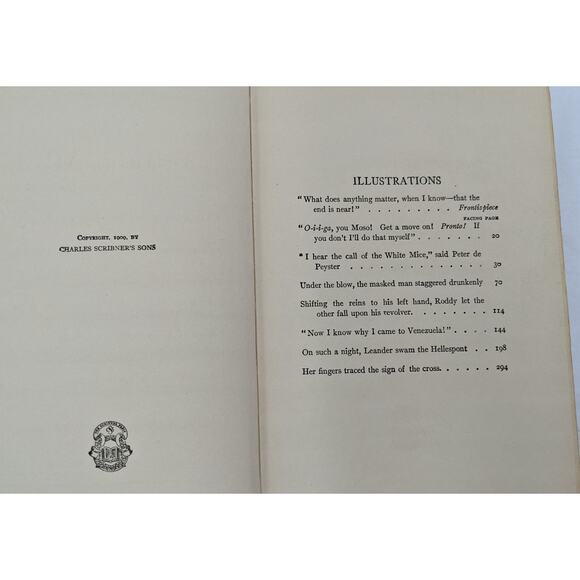 Copyright, 1909, by
CHARLES SCRIBNER'S SONS
ILLUSTRATIONS
"What does anything matter, when I know—that the
end is near!" . . . . . . . . . Frontispiece
FACING PAGE
"O-i-i-ga, you Moso! Get a move on! Pronto! If
you don't I'll do that myself" . . . . . . . 20
"I hear the call of the White Mice," said Peter de
Peyster . . . . . . . . . . . . . . 30
Under the blow, the masked man staggered drunkenly 70
Shifting the reins to his left hand, Roddy let the
other fall upon his revolver. . . . . . . . 114
"Now I know why I came to Venezuela!" . . . 144
On such a night, Leander swam the Hellespont . . 198
Her fingers traced the sign of the cross. . . . . . 294